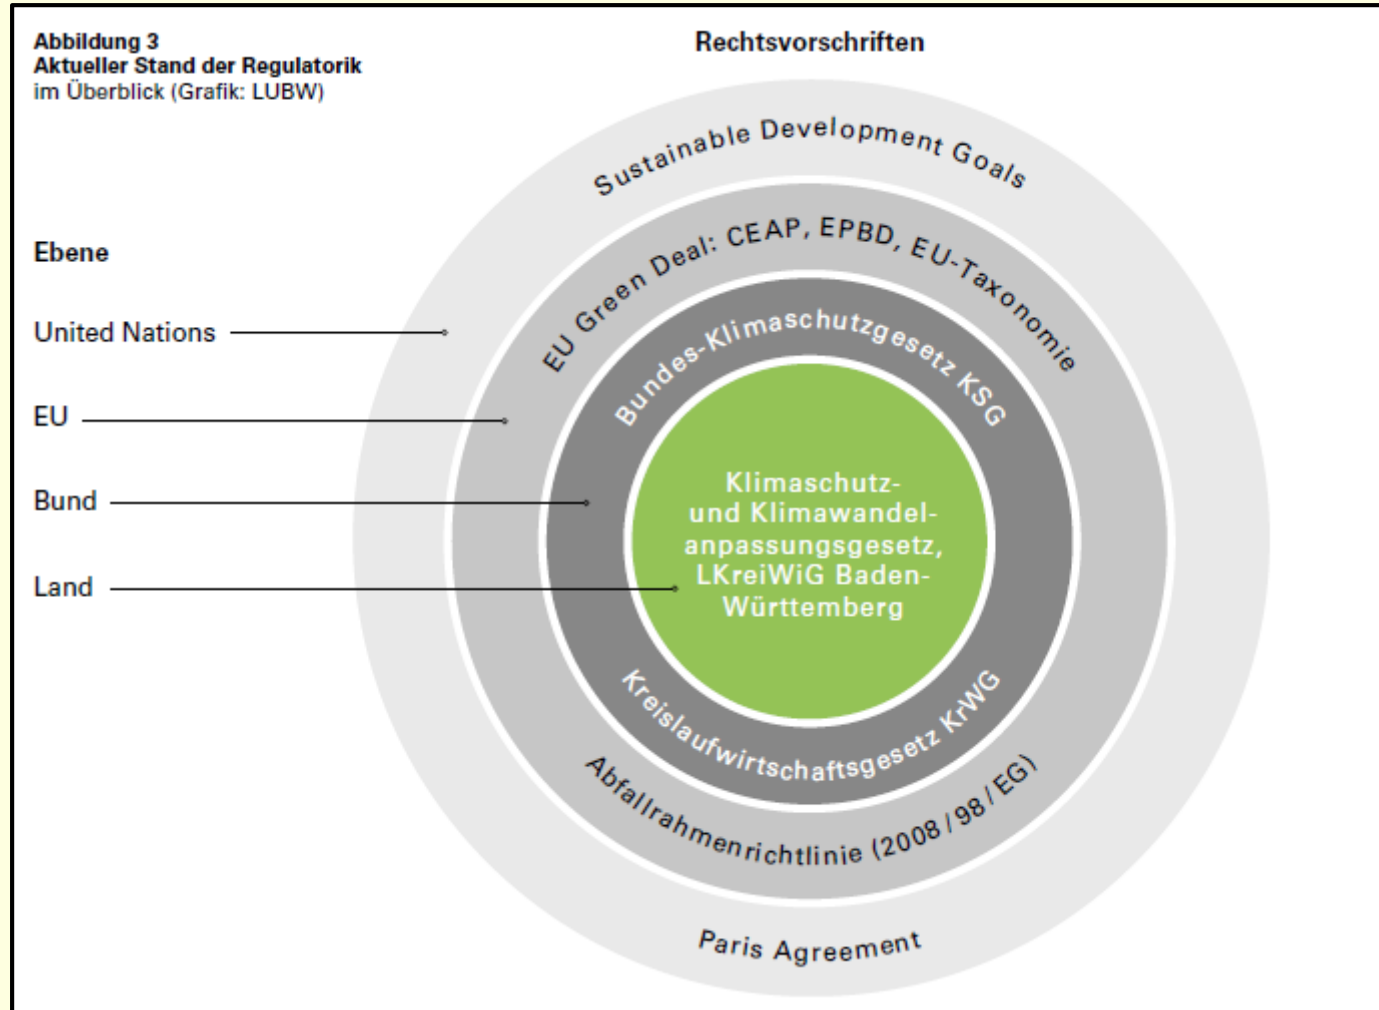 Abbildung 3
Aktueller Stand der Regulatorik
im Überblick (Grafik: LUBW)
Rechtsvorschriften
Sustainable Development Goals
EU Green Deal: CEAP, EPBD, EU-Taxonomie
Bundes-Klimaschutzgesetz KSG
Ebene
United Nations
EU
Bund
Land
Klimaschutz-
und Klimawandel-
anpassungsgesetz,
LKreiWiG Baden-
Württemberg
Kreislaufwirtschaftsgesetz KrWG
Abfallrahmenrichtlinie (2008 / 98 / EG)
Paris Agreement